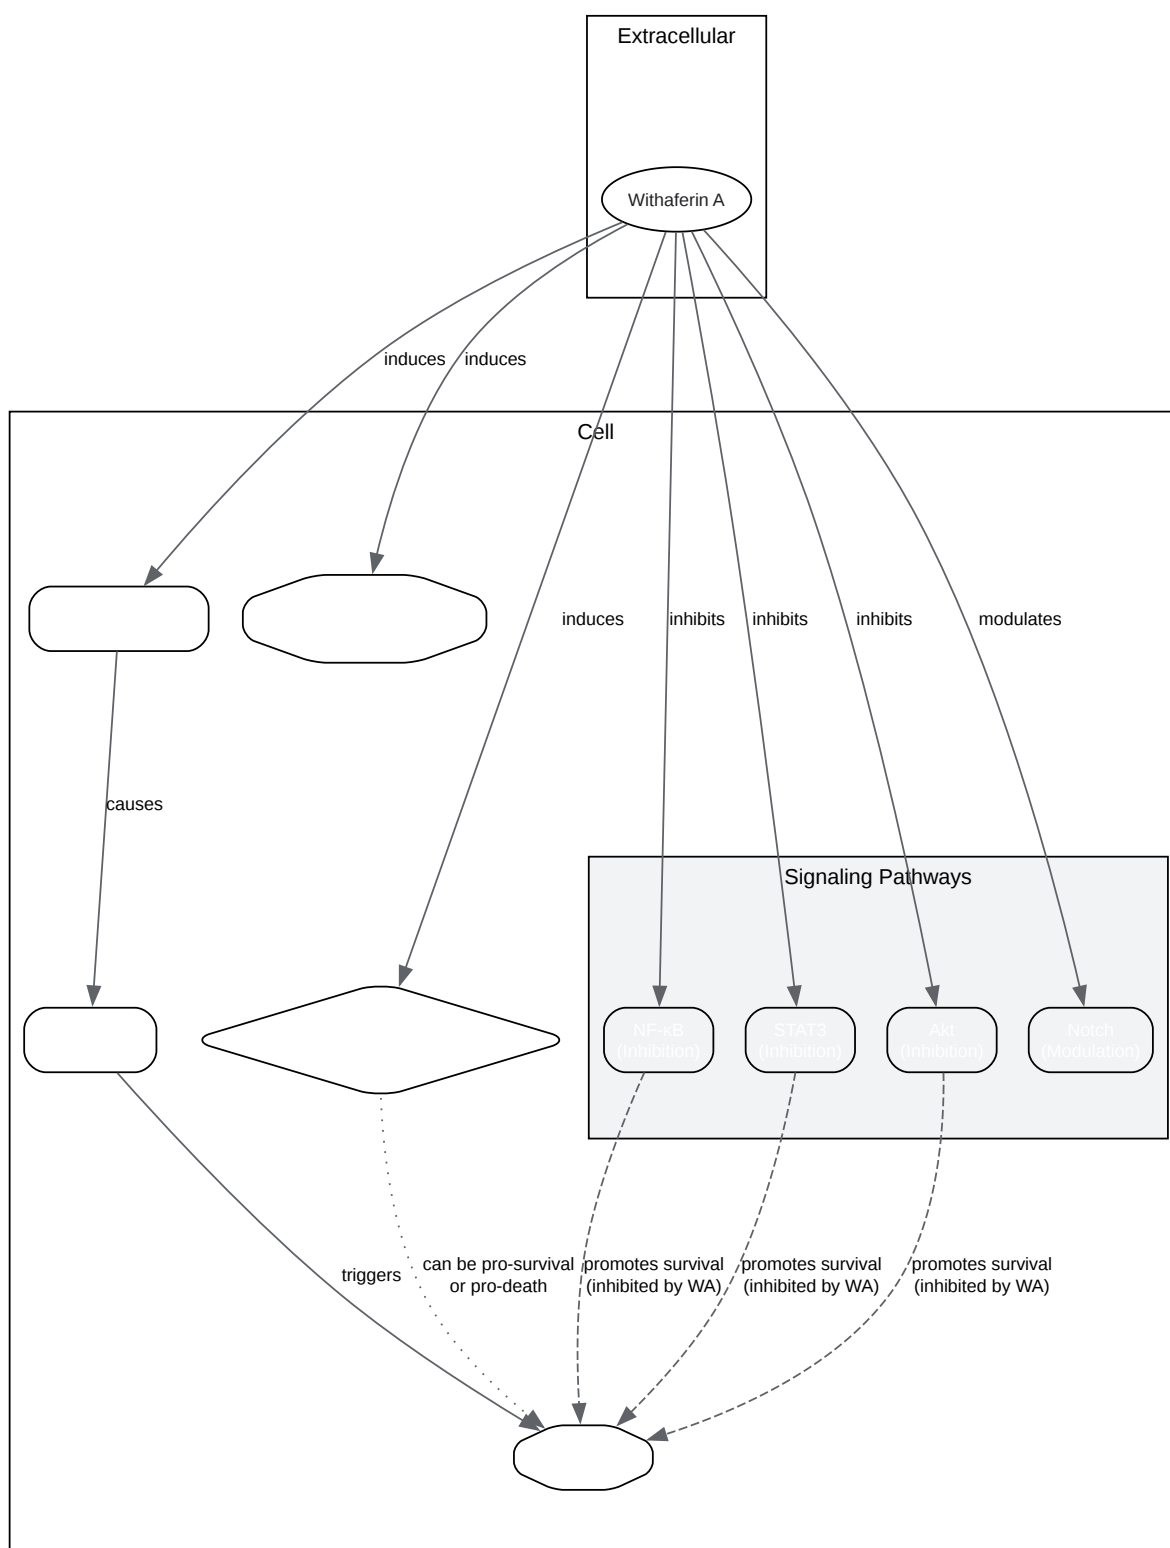 Extracellular
Withaferin A
induces
induces
Cell
induces
inhibits
inhibits
inhibits
modulates
causes
Signaling Pathways
NF-κB
(Inhibition)
STAT3
(Inhibition)
Akt
(Inhibition)
Notch
(Modulation)
triggers
can be pro-survival
or pro-death
promotes survival
(inhibited by WA)
promotes survival
(inhibited by WA)
promotes survival
(inhibited by WA)